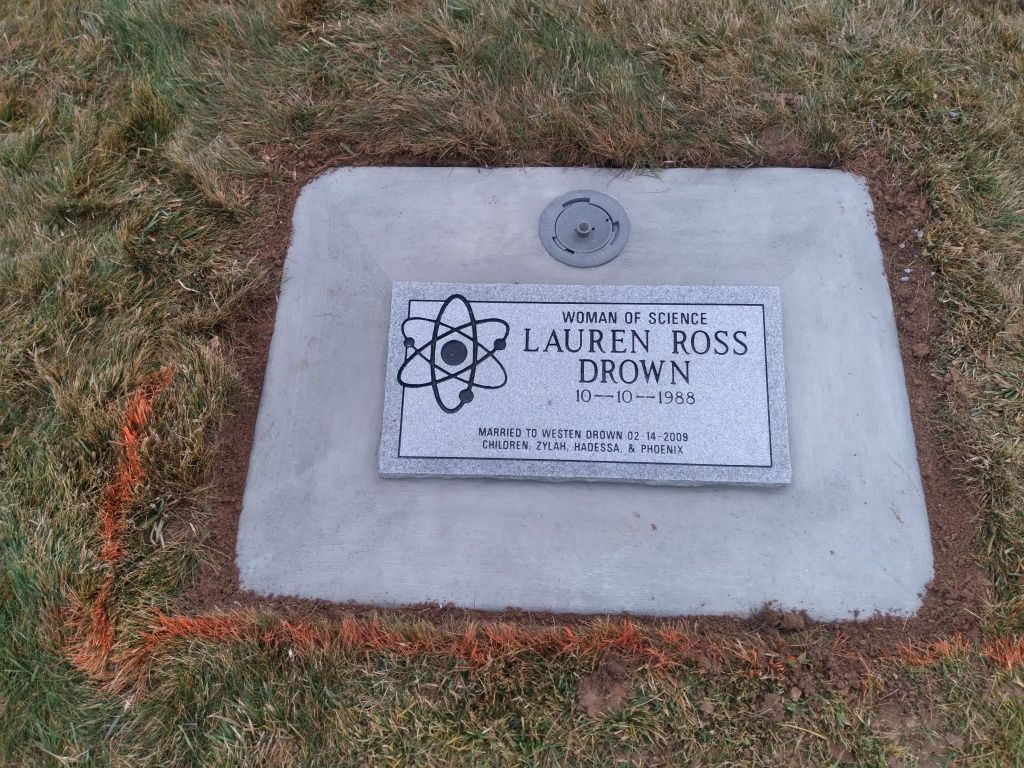 WOMAN OF SCIENCE
LAUREN ROSS
DROWN
10--10--1988
MARRIED TO WESTEN DROWN 02-14-2009
CHILDREN: ZYLAH, HADESSA, & PHOENIX